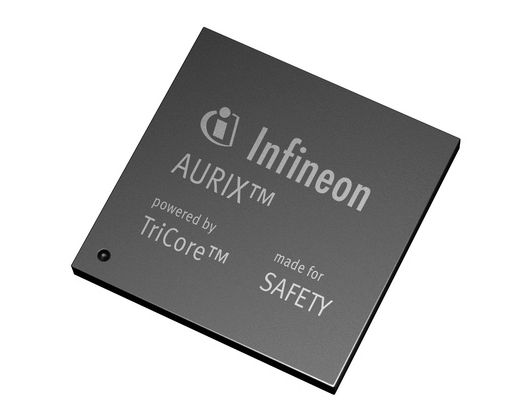 Infineon
AURIX™
powered by
TriCore™
made for
SAFETY